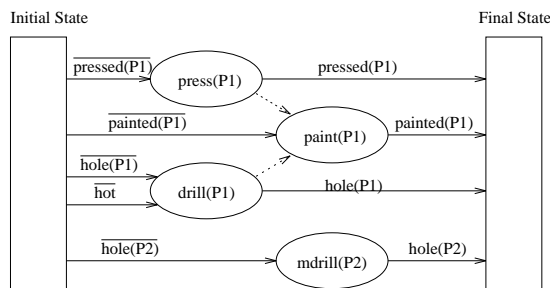 Initial State
Final State
pressed(P1)
press(P1)
pressed(P1)
painted(P1)
paint(P1)
painted(P1)
hole(P1)
hot
drill(P1)
hole(P1)
hole(P2)
mdrill(P2)
hole(P2)